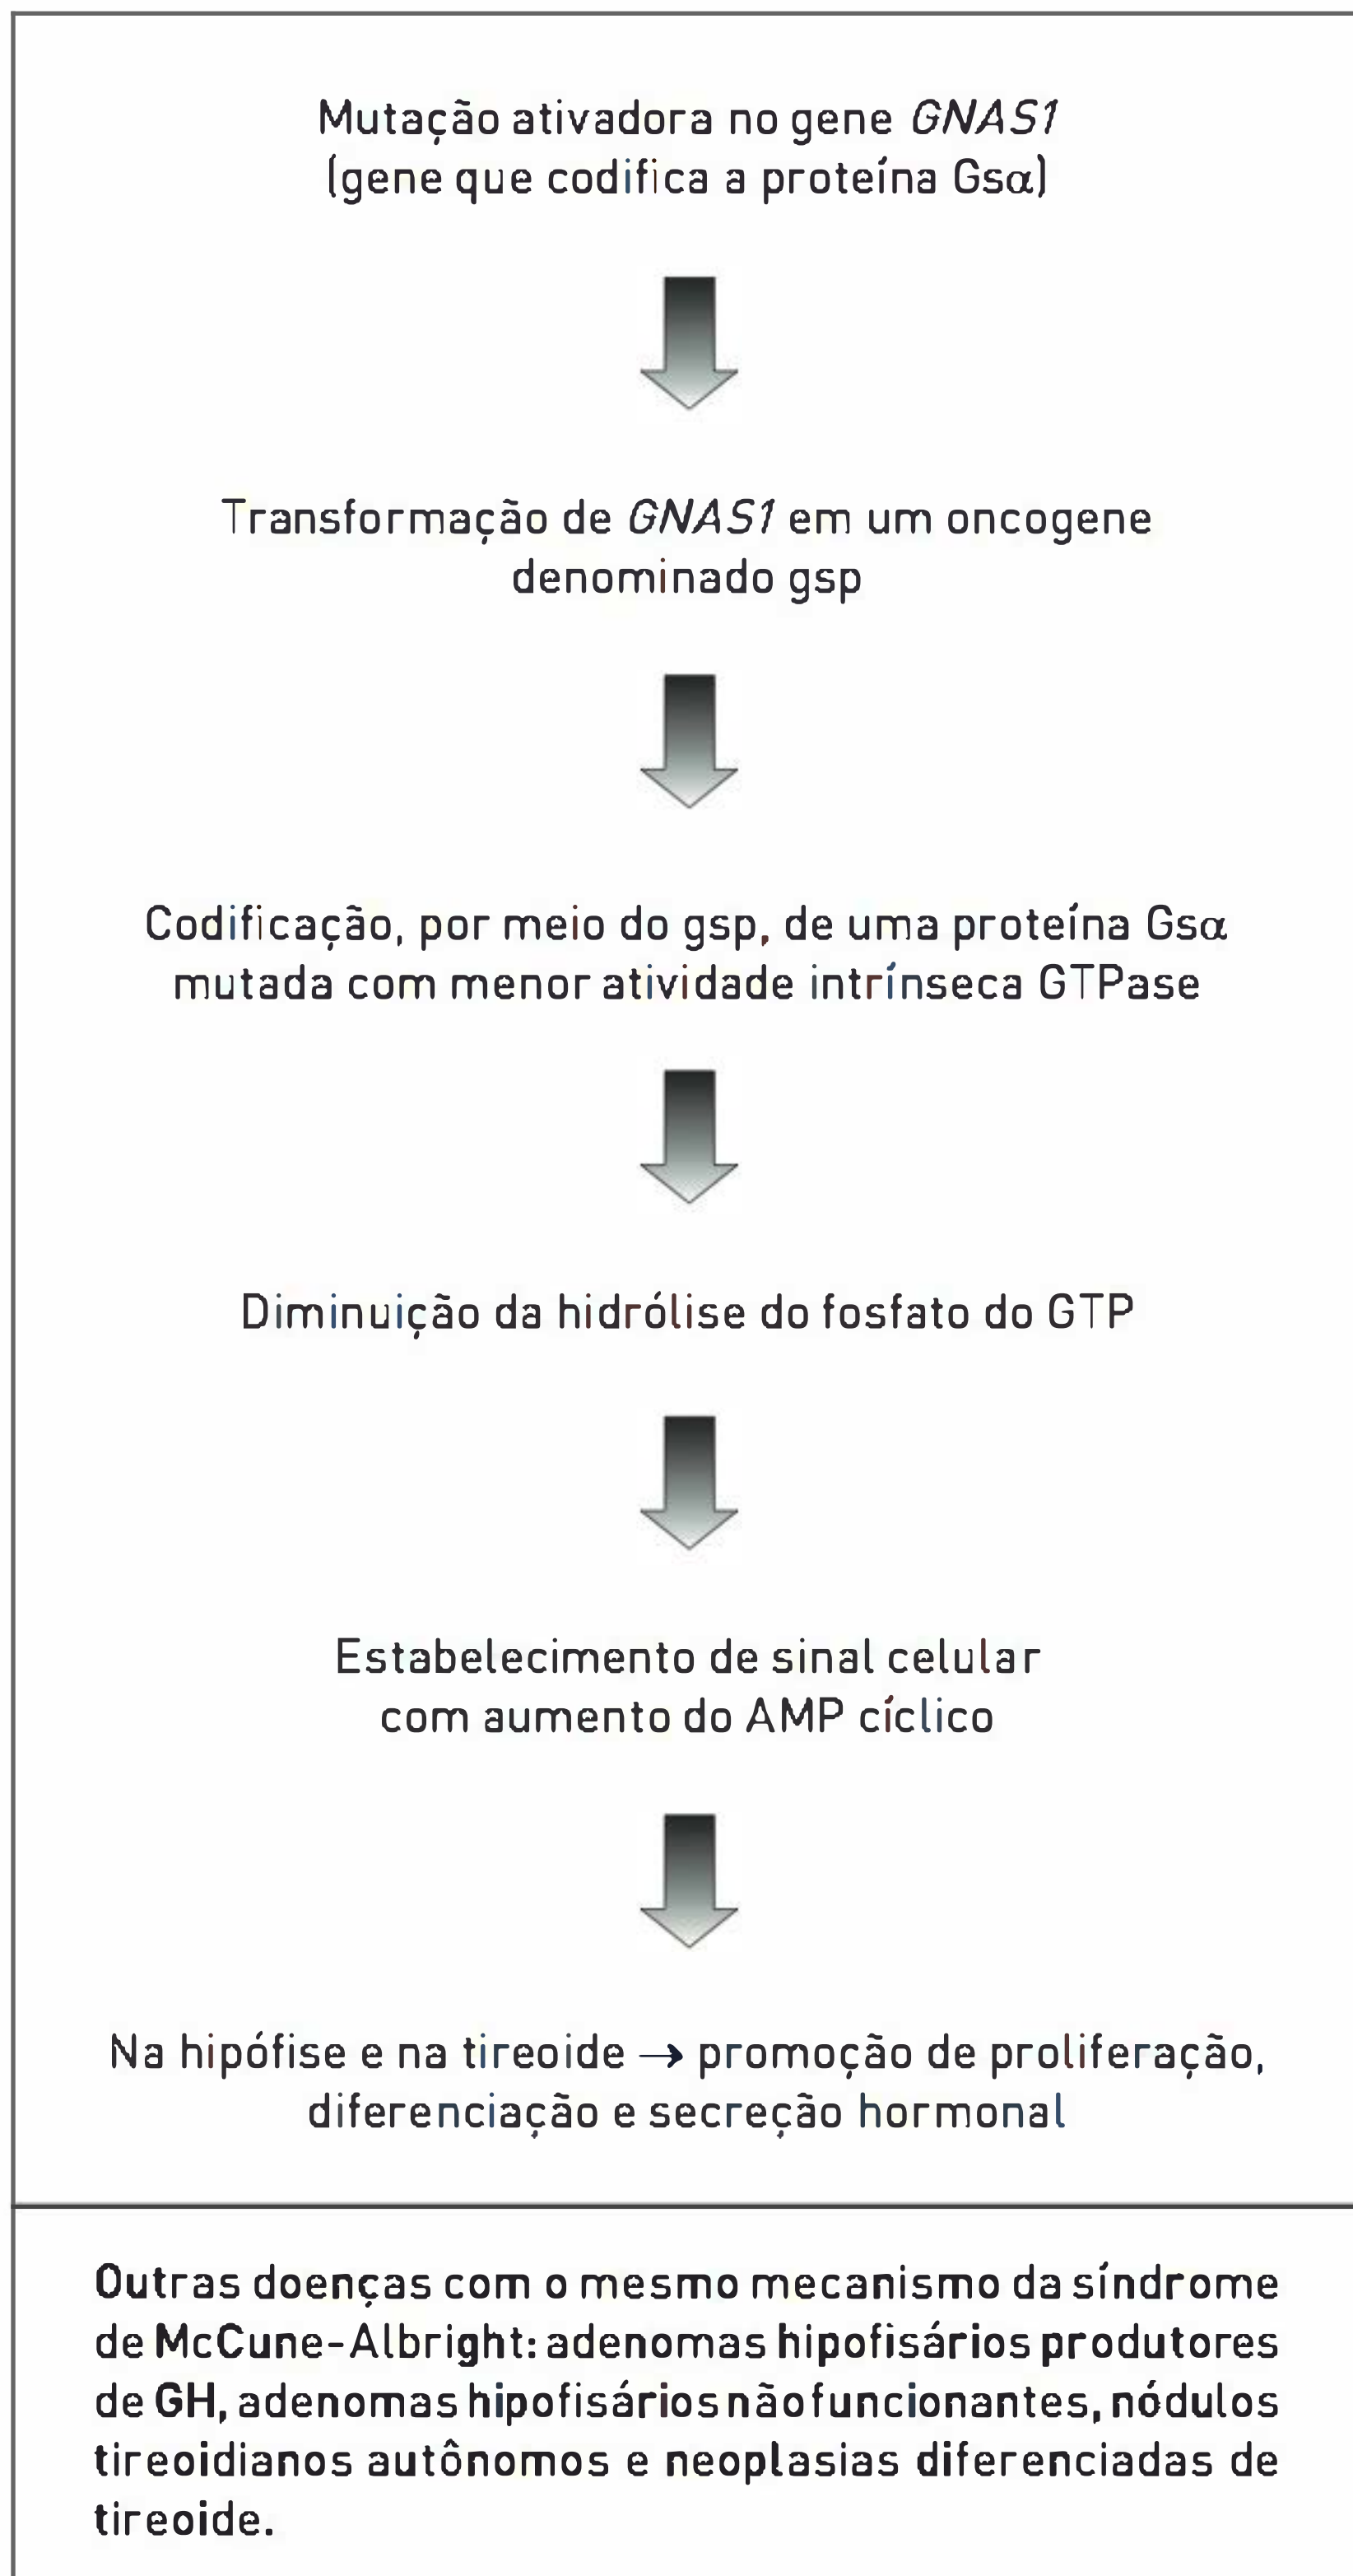 Mutação ativadora no gene GNAS1
(gene que codifica a proteína Gsα)
Transformação de GNAS1 em um oncogene
denominado gsp
Codificação, por meio do gsp, de uma proteína Gsα
mutada com menor atividade intrínseca GTPase
Diminuição da hidrólise do fosfato do GTP
Estabelecimento de sinal celular
com aumento do AMP cíclico
Na hipófise e na tireoide → promoção de proliferação,
diferenciação e secreção hormonal
Outras doenças com o mesmo mecanismo da síndrome
de McCune-Albright: adenomas hipofisários produtores
de GH, adenomas hipofisários não funcionantes, nódulos
tireoidianos autônomos e neoplasias diferenciadas de
tireoide.